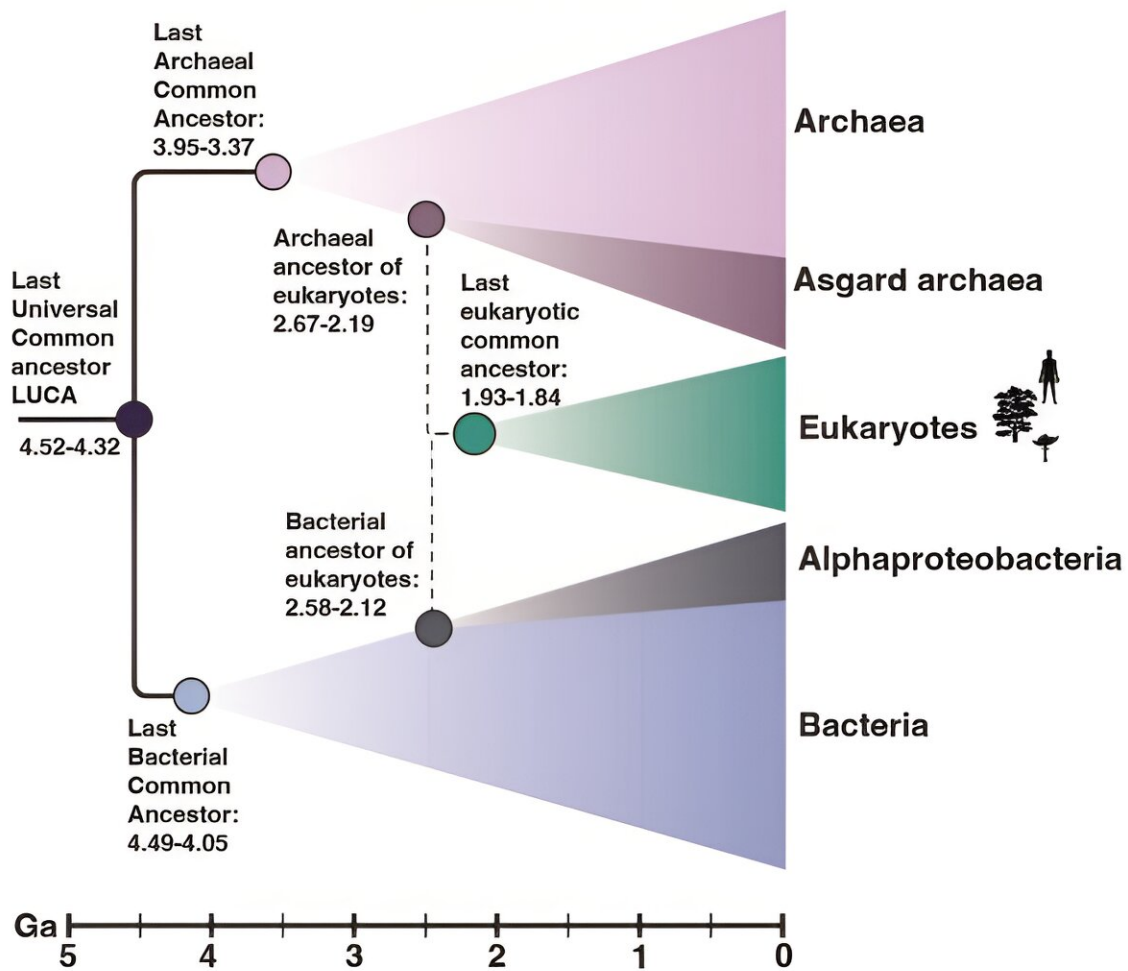 Last
Archaeal
Common
Ancestor:
3.95-3.37
Archaea
Archaeal
ancestor of
eukaryotes:
2.67-2.19
Asgard archaea
Last
Universal
Common
ancestor
LUCA
4.52-4.32
Last
eukaryotic
common
ancestor:
1.93-1.84
Eukaryotes
Bacterial
ancestor of
eukaryotes:
2.58-2.12
Alphaproteobacteria
Bacteria
Last
Bacterial
Common
Ancestor:
4.49-4.05
Ga
5 4 3 2 1 0